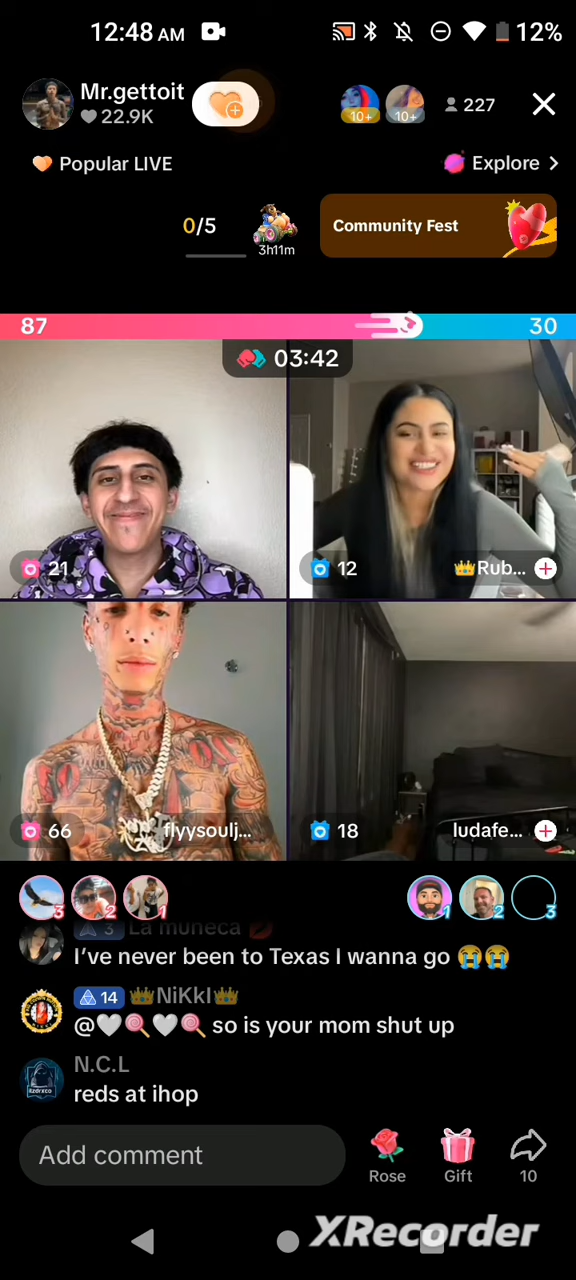 12:48 AM
12%
Mr.gettoit
22.9K
10+
10+
227
Popular LIVE
Explore >
0/5
3h11m
Community Fest
87
30
03:42
21
12
Rub...
66
flyysoulj...
18
ludafe...
3
2
1
1
2
3
3 La muneca
I've never been to Texas I wanna go 😭😭
14 👑NiKkI👑
@🤍🍭🤍🍭 so is your mom shut up
N.C.L
reds at ihop
Add comment
Rose
Gift
10
XRecorder